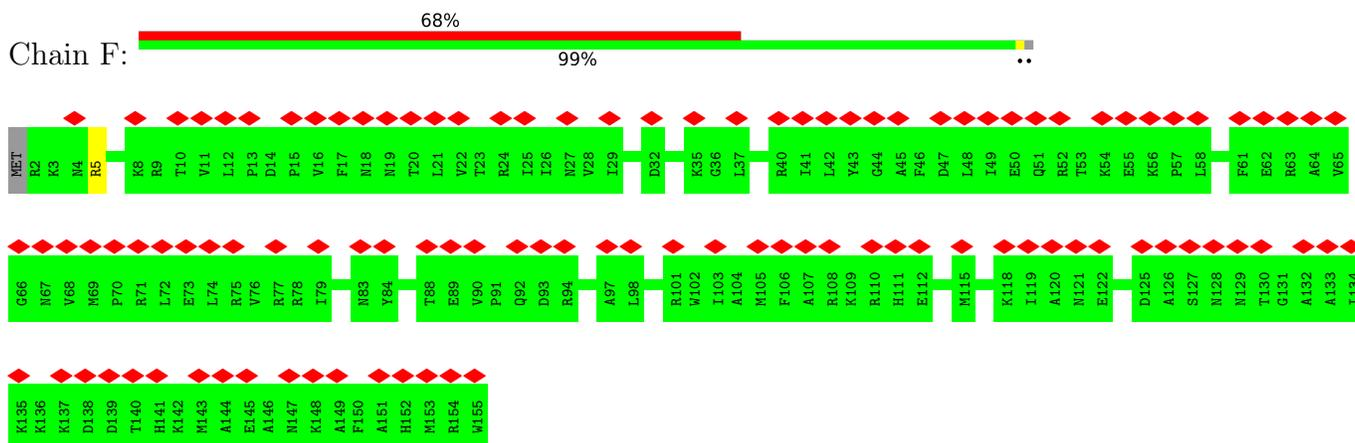 68%
Chain F:
99%
••
MET R2 K3 N4 R5 K8 R9 T10 V11 L12 P13 D14 P15 V16 F17 N18 N19 T20 L21 V22 T23 R24 I25 I26 N27 V28 I29 D32 K35 G36 L37 R40 I41 L42 Y43 G44 A45 F46 D47 L48 I49 E50 Q51 R52 T53 K54 E55 K56 P57 L58 F61 E62 R63 A64 V65
G66 N67 V68 M69 P70 R71 L72 E73 L74 R75 V76 R77 R78 I79 N83 Y84 T88 E89 V90 P91 Q92 D93 R94 A97 L98 R101 W102 I103 A104 M105 F106 A107 R108 K109 R110 H111 E112 M115 K118 I119 A120 N121 E122 D125 A126 S127 N128 N129 T130 G131 A132 A133 I134
K135 K136 K137 D138 D139 T140 H141 K142 M143 A144 E145 A146 N147 K148 A149 F150 A151 H152 M153 R154 W155